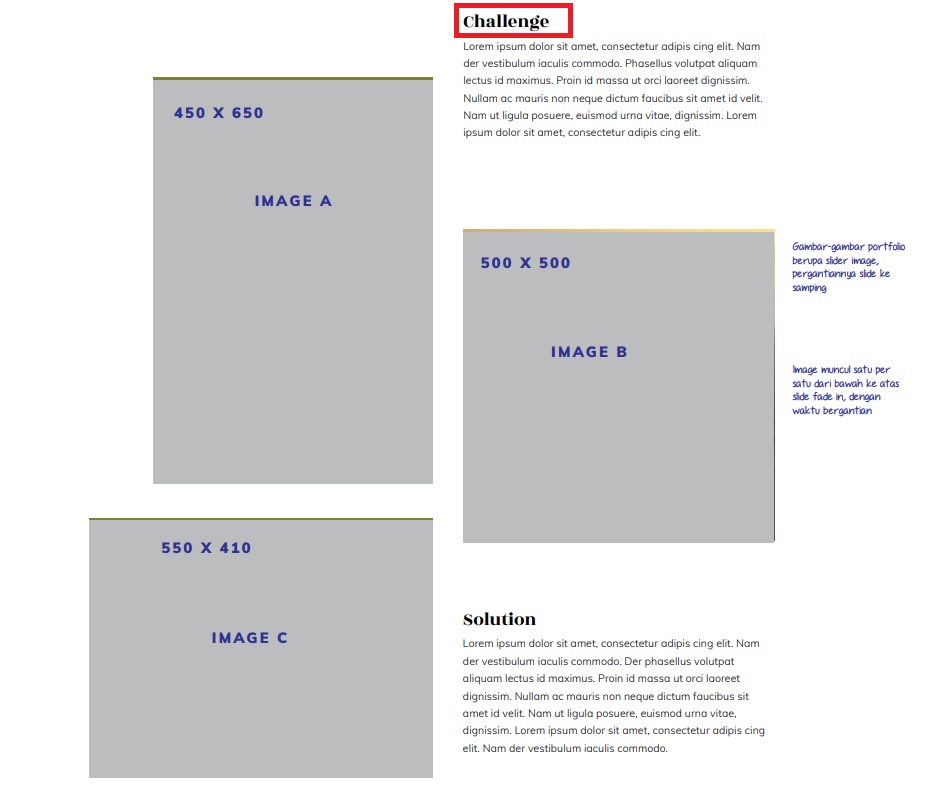 Challenge
Lorem ipsum dolor sit amet, consectetur adipis cing elit. Nam
der vestibulum iaculis commodo. Phasellus volutpat aliquam
lectus id maximus. Proin id massa ut orci laoreet dignissim.
Nullam ac mauris non neque dictum faucibus sit amet id velit.
Nam ut ligula posuere, euismod urna vitae, dignissim. Lorem
ipsum dolor sit amet, consectetur adipis cing elit.
450 X 650
IMAGE A
500 X 500
IMAGE B
Gambar-gambar portfolio
berupa slider image,
pergantiannya slide ke
samping
Image muncul satu per
satu dari bawah ke atas
slide fade in, dengan
waktu bergantian
550 X 410
IMAGE C
Solution
Lorem ipsum dolor sit amet, consectetur adipis cing elit. Nam
der vestibulum iaculis commodo. Der phasellus volutpat
aliquam lectus id maximus. Proin id massa ut orci laoreet
dignissim. Nullam ac mauris non neque dictum faucibus sit
amet id velit. Nam ut ligula posuere, euismod urna vitae,
dignissim. Lorem ipsum dolor sit amet, consectetur adipis cing
elit. Nam der vestibulum iaculis commodo.